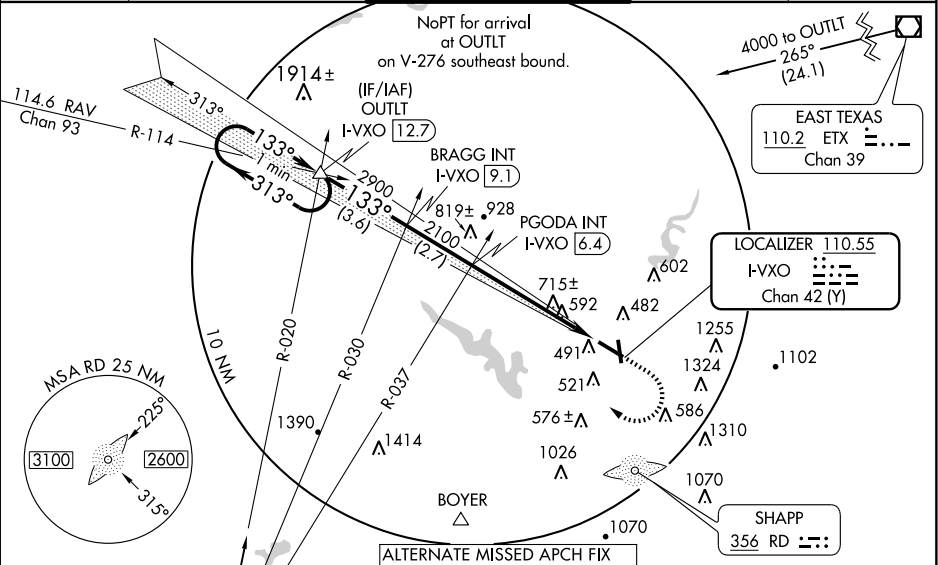 NoPT for arrival
at OUTLT
on V-276 southeast bound.
4000 to OUTLT
265°
(24.1)
EAST TEXAS
110.2 ETX
Chan 39
1914±
(IF/IAF)
OUTLT
I-VXO 12.7
114.6 RAV
Chan 93
R-114
313°
133°
1 min
313°
2900
133°
(3.6)
BRAGG INT
I-VXO 9.1
819±
928
2100
(2.7)
PGODA INT
I-VXO 6.4
LOCALIZER 110.55
I-VXO
Chan 42 (Y)
602
715±
592
482
491
1255
1324
1102
521
576±
586
1310
1026
1070
10 NM
R-020
R-030
R-037
MSA RD 25 NM
225°
3100
2600
315°
1390
1414
BOYER
1070
SHAPP
356 RD
ALTERNATE MISSED APCH FIX